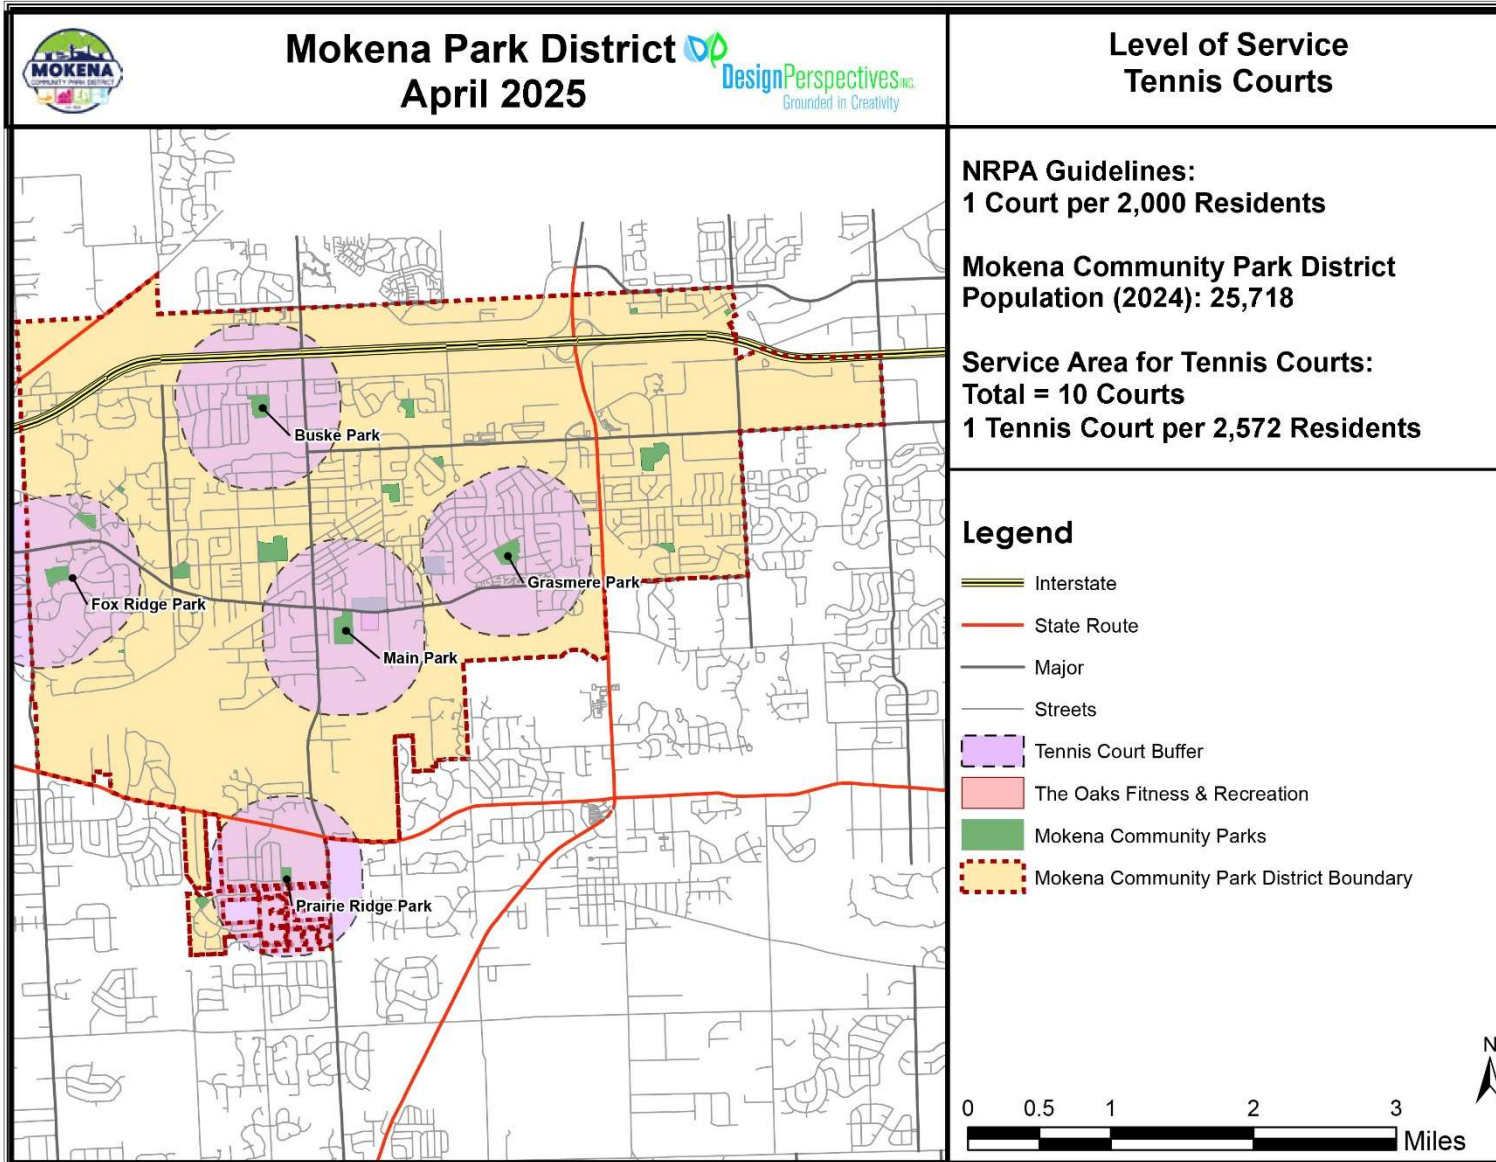 MOKENA
COMMUNITY PARK DISTRICT
Mokena Park District
April 2025
DesignPerspectives INC.
Grounded in Creativity
Level of Service
Tennis Courts
NRPA Guidelines:
1 Court per 2,000 Residents
Mokena Community Park District
Population (2024): 25,718
Service Area for Tennis Courts:
Total = 10 Courts
1 Tennis Court per 2,572 Residents
Buske Park
Grasmere Park
Fox Ridge Park
Main Park
Prairie Ridge Park
Legend
Interstate
State Route
Major
Streets
Tennis Court Buffer
The Oaks Fitness & Recreation
Mokena Community Parks
Mokena Community Park District Boundary
N
0 0.5 1 2 3
Miles